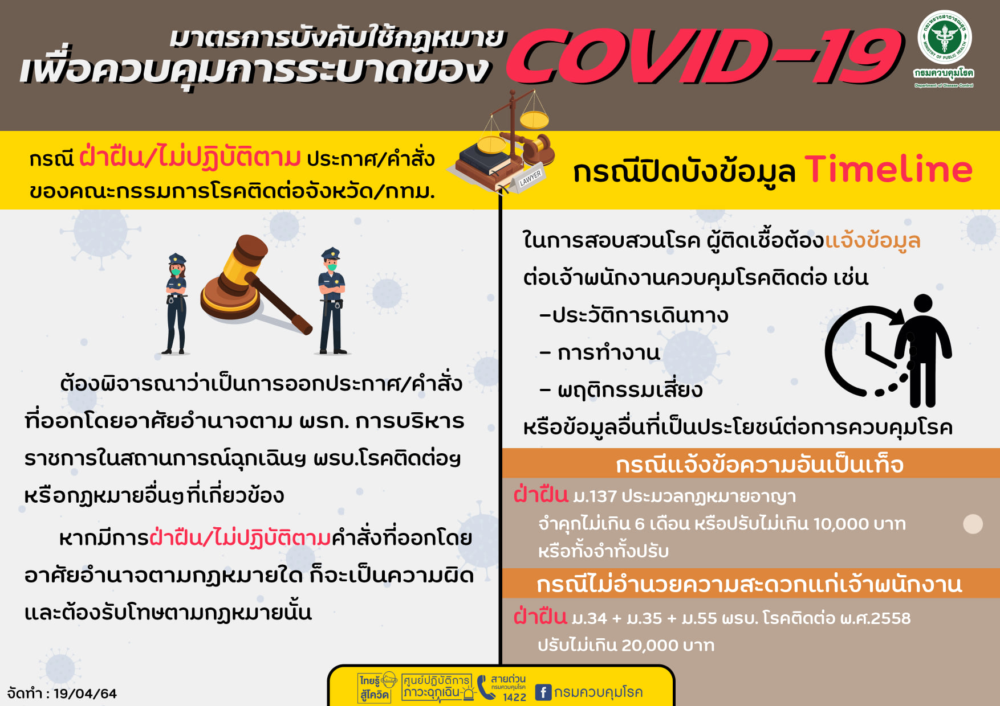 มาตรการบังคับใช้กฎหมาย
เพื่อควบคุมการระบาดของ COVID-19
กระทรวงสาธารณสุข
MINISTRY OF PUBLIC HEALTH
กรมควบคุมโรค
Department of Disease Control
กรณี ฝ่าฝืน/ไม่ปฏิบัติตาม ประกาศ/คำสั่ง
ของคณะกรรมการโรคติดต่อจังหวัด/กทม.
LAWYER
กรณีปิดบังข้อมูล Timeline
ต้องพิจารณาว่าเป็นการออกประกาศ/คำสั่ง
ที่ออกโดยอาศัยอำนาจตาม พรก. การบริหาร
ราชการในสถานการณ์ฉุกเฉินฯ พรบ.โรคติดต่อฯ
หรือกฎหมายอื่นๆที่เกี่ยวข้อง
หากมีการฝ่าฝืน/ไม่ปฏิบัติตามคำสั่งที่ออกโดย
อาศัยอำนาจตามกฎหมายใด ก็จะเป็นความผิด
และต้องรับโทษตามกฎหมายนั้น
ในการสอบสวนโรค ผู้ติดเชื้อต้องแจ้งข้อมูล
ต่อเจ้าพนักงานควบคุมโรคติดต่อ เช่น
-ประวัติการเดินทาง
- การทำงาน
- พฤติกรรมเสี่ยง
หรือข้อมูลอื่นที่เป็นประโยชน์ต่อการควบคุมโรค
กรณีแจ้งข้อความอันเป็นเท็จ
ฝ่าฝืน ม.137 ประมวลกฎหมายอาญา
จำคุกไม่เกิน 6 เดือน หรือปรับไม่เกิน 10,000 บาท
หรือทั้งจำทั้งปรับ
กรณีไม่อำนวยความสะดวกแก่เจ้าพนักงาน
ฝ่าฝืน ม.34 + ม.35 + ม.55 พรบ. โรคติดต่อ พ.ศ.2558
ปรับไม่เกิน 20,000 บาท
จัดทำ : 19/04/64
ไทยรู้
สู้โควิด
ศูนย์ปฏิบัติการ
ภาวะฉุกเฉิน
สายด่วน
กรมควบคุมโรค
1422
f กรมควบคุมโรค